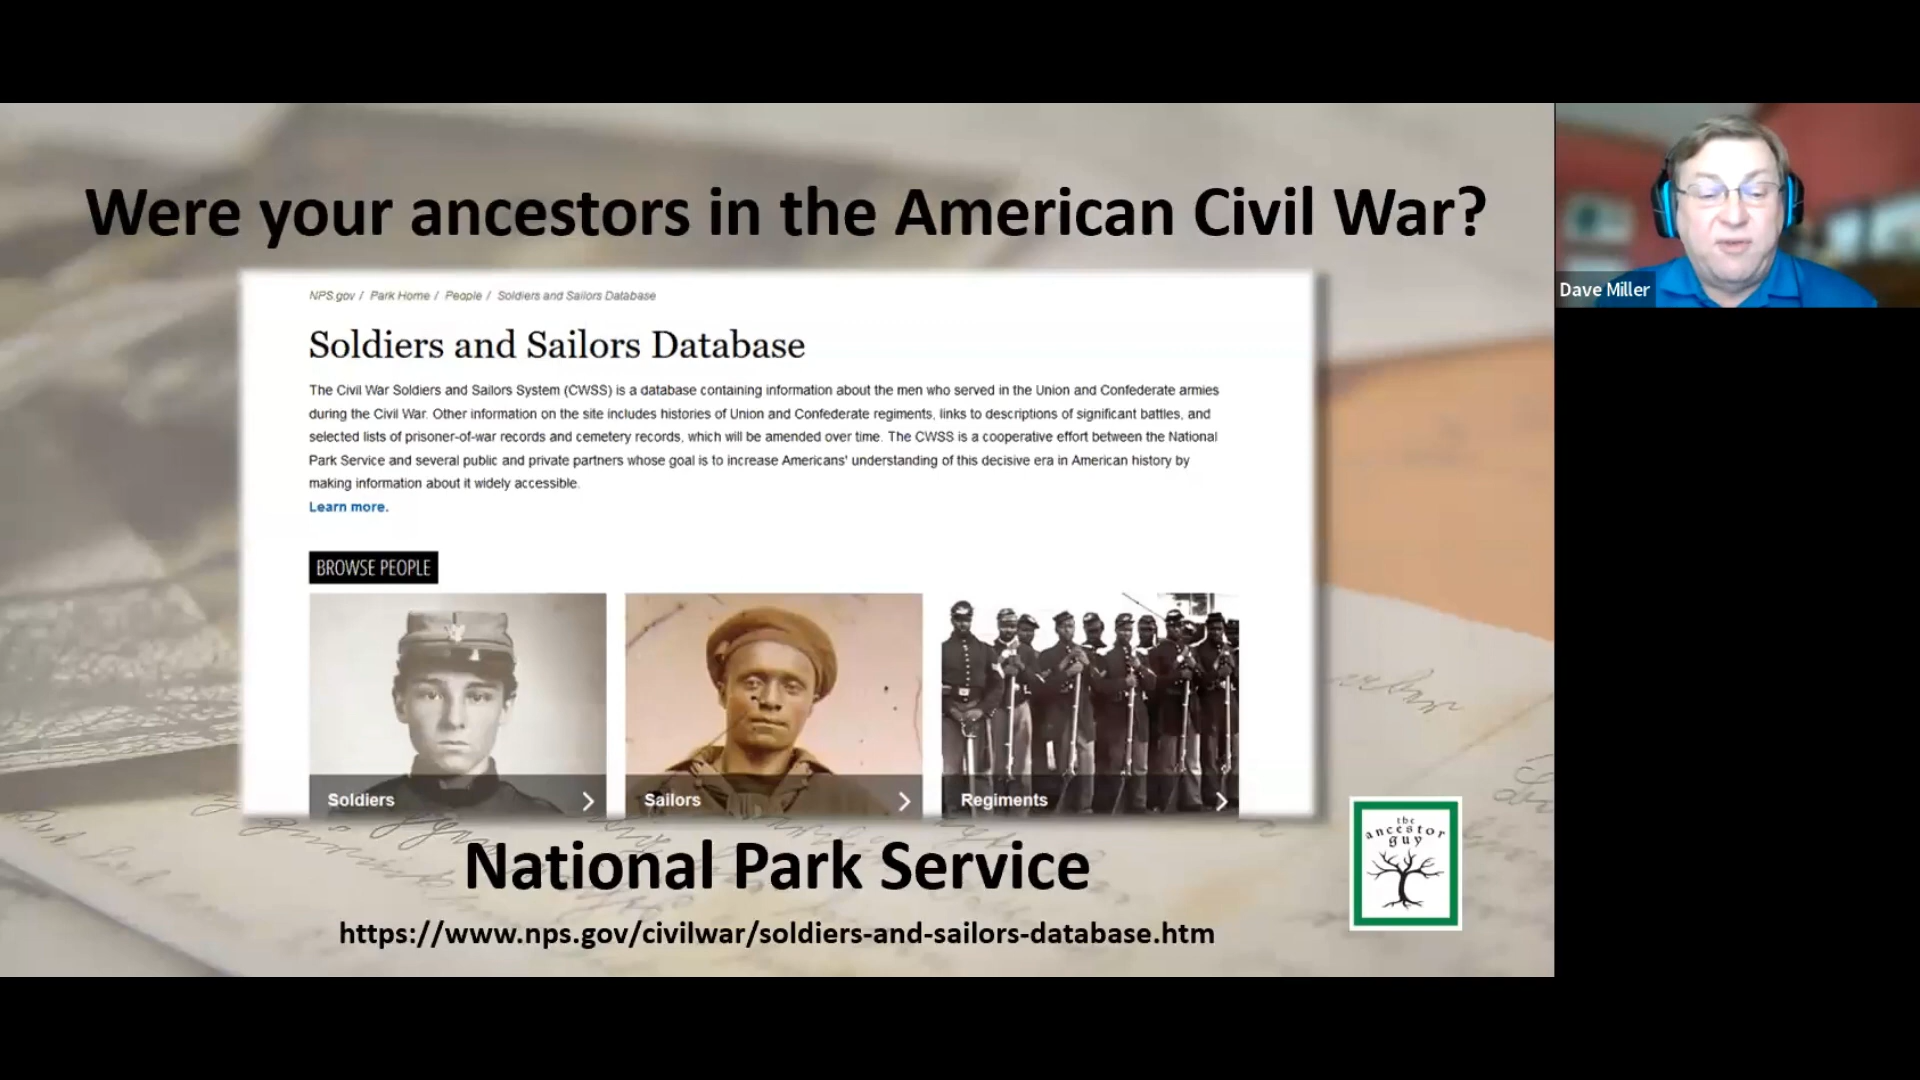 Were your ancestors in the American Civil War?
NPS.gov / Park Home / People / Soldiers and Sailors Database
Soldiers and Sailors Database
The Civil War Soldiers and Sailors System (CWSS) is a database containing information about the men who served in the Union and Confederate armies
during the Civil War. Other information on the site includes histories of Union and Confederate regiments, links to descriptions of significant battles, and
selected lists of prisoner-of-war records and cemetery records, which will be amended over time. The CWSS is a cooperative effort between the National
Park Service and several public and private partners whose goal is to increase Americans' understanding of this decisive era in American history by
making information about it widely accessible.
Learn more.
BROWSE PEOPLE
Soldiers
Sailors
Regiments
National Park Service
https://www.nps.gov/civilwar/soldiers-and-sailors-database.htm
the
ancestor
guy
Dave Miller